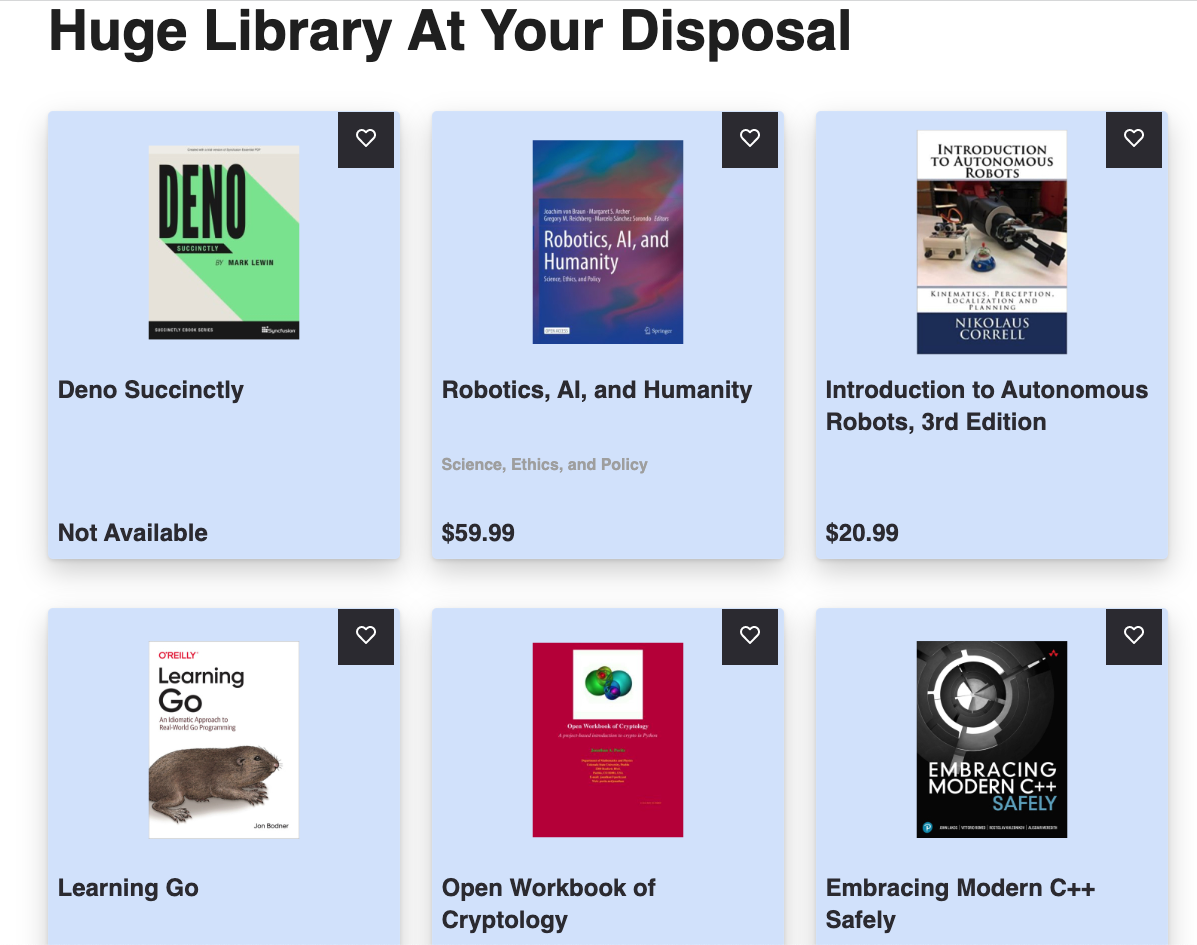 Huge Library At Your Disposal
DENO
SUCCINCTLY
BY MARK LEWIN
SUCCINCTLY EBOOK SERIES
Syncfusion
Deno Succinctly
Not Available
Joachim von Braun · Margaret S. Archer
Gregory M. Reichberg · Marcelo Sánchez Sorondo Editors
Robotics, AI, and
Humanity
Science, Ethics, and Policy
OPEN ACCESS
Springer
Robotics, AI, and Humanity
Science, Ethics, and Policy
$59.99
INTRODUCTION
TO AUTONOMOUS
ROBOTS
KINEMATICS, PERCEPTION,
LOCALIZATION AND
PLANNING
NIKOLAUS
CORRELL
Introduction to Autonomous
Robots, 3rd Edition
$20.99
O'REILLY
Learning
Go
An Idiomatic Approach to
Real-World Go Programming
Jon Bodner
Learning Go
Open Workbook of Cryptology
A project-based introduction to crypto in Python
Open Workbook of
Cryptology
EMBRACING
MODERN C++
SAFELY
Embracing Modern C++
Safely